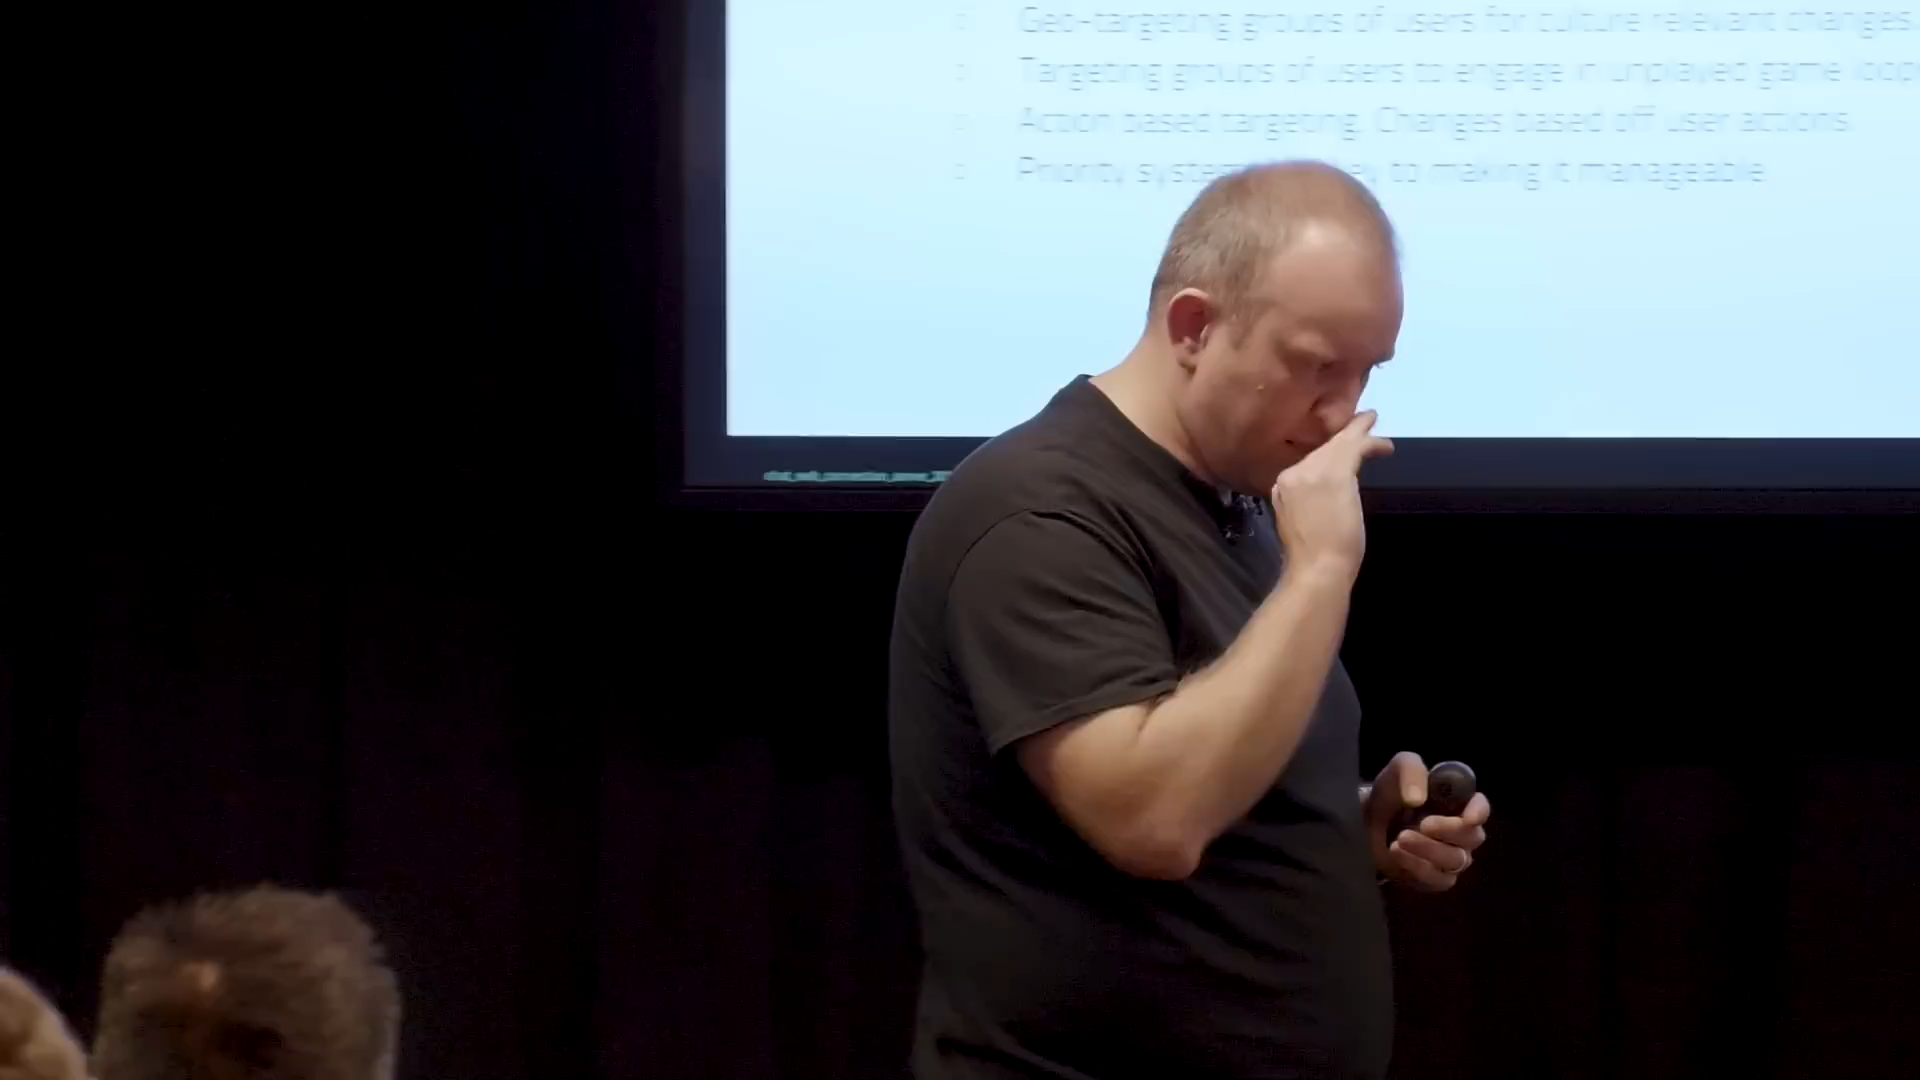 Geo-targeting groups of users for culture relevant changes.
Targeting groups of users to engage in unplayed game
Action based targeting. Changes based off user actions.
Priority to making it manageable